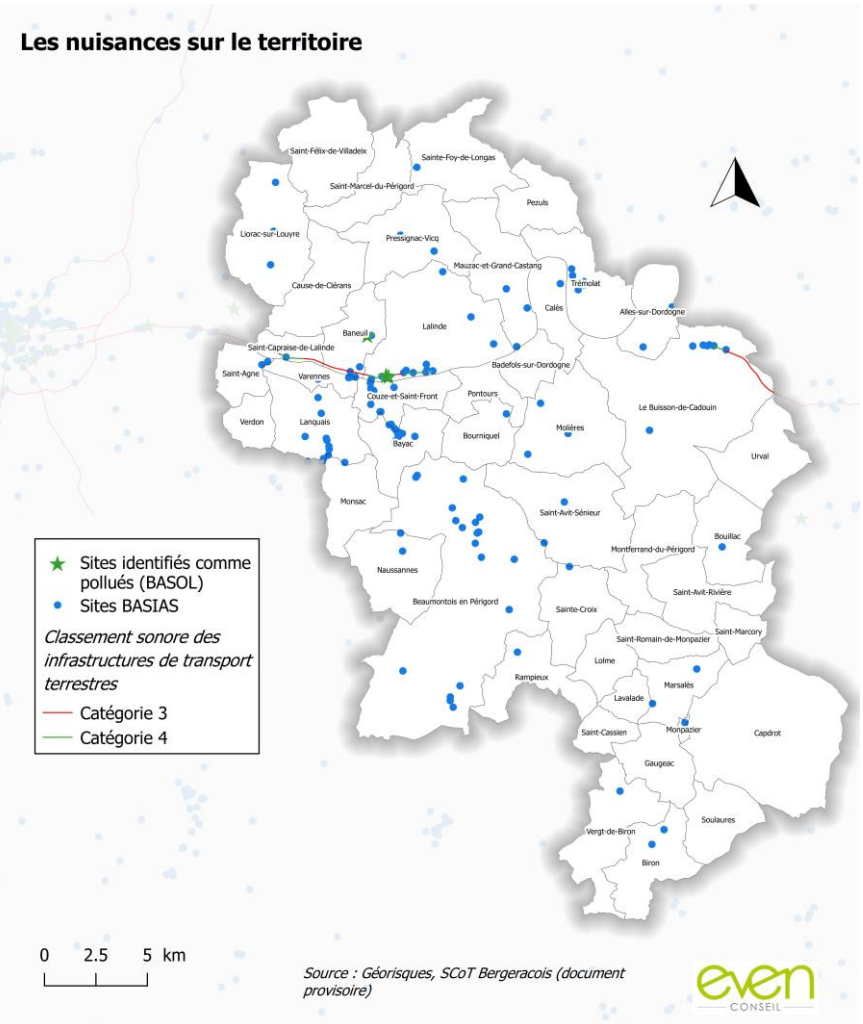 Les nuisances sur le territoire
Saint-Félix-de-Villadeix
Sainte-Foy-de-Longas
Saint-Marcel-du-Périgord
Pezuls
Liorac-sur-Louyre
Pressignac-Vicq
Mauzac-et-Grand-Castang
Cause-de-Clérans
Trémolat
Calès
Alles-sur-Dordogne
Lalinde
Baneuil
Saint-Capraise-de-Lalinde
Badefols-sur-Dordogne
Saint-Agne
Varennes
Couze-et-Saint-Front
Pontours
Le Buisson-de-Cadouin
Verdon
Lanquais
Molières
Bourniquel
Bayac
Urval
Monsac
Saint-Avit-Sénieur
Bouillac
Montferrand-du-Périgord
Naussannes
Saint-Avit-Rivière
Beaumontois en Périgord
Sainte-Croix
Saint-Marcory
Saint-Romain-de-Monpazier
Lolme
Rampieux
Marsalès
Lavalade
Saint-Cassien
Monpazier
Capdrot
Gaugeac
Soulaures
Vergt-de-Biron
Biron
Sites identifiés comme
pollués (BASOL)
Sites BASIAS
Classement sonore des
infrastructures de transport
terrestres
Catégorie 3
Catégorie 4
0 2.5 5 km
Source : Géorisques, SCoT Bergeracois (document
provisoire)
even
CONSEIL